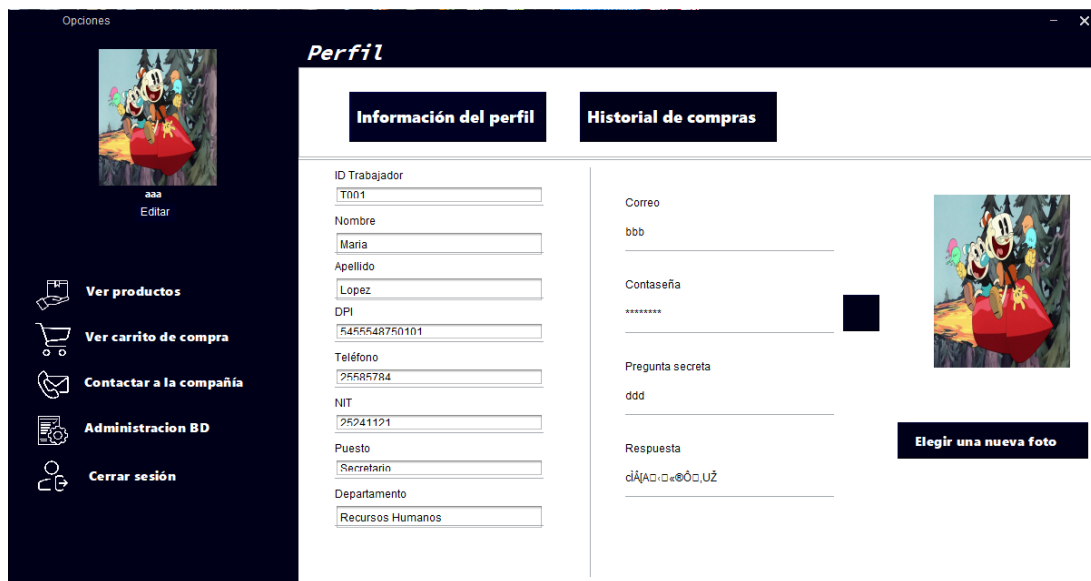 Opciones
Perfil
aaa
Editar
Ver productos
Ver carrito de compra
Contactar a la compañía
Administracion BD
Cerrar sesión
Información del perfil
Historial de compras
ID Trabajador
T001
Nombre
Maria
Apellido
Lopez
DPI
5455548750101
Teléfono
25585784
NIT
25241121
Puesto
Secretario
Departamento
Recursos Humanos
Correo
bbb
Contaseña
********
Pregunta secreta
ddd
Respuesta
Elegir una nueva foto